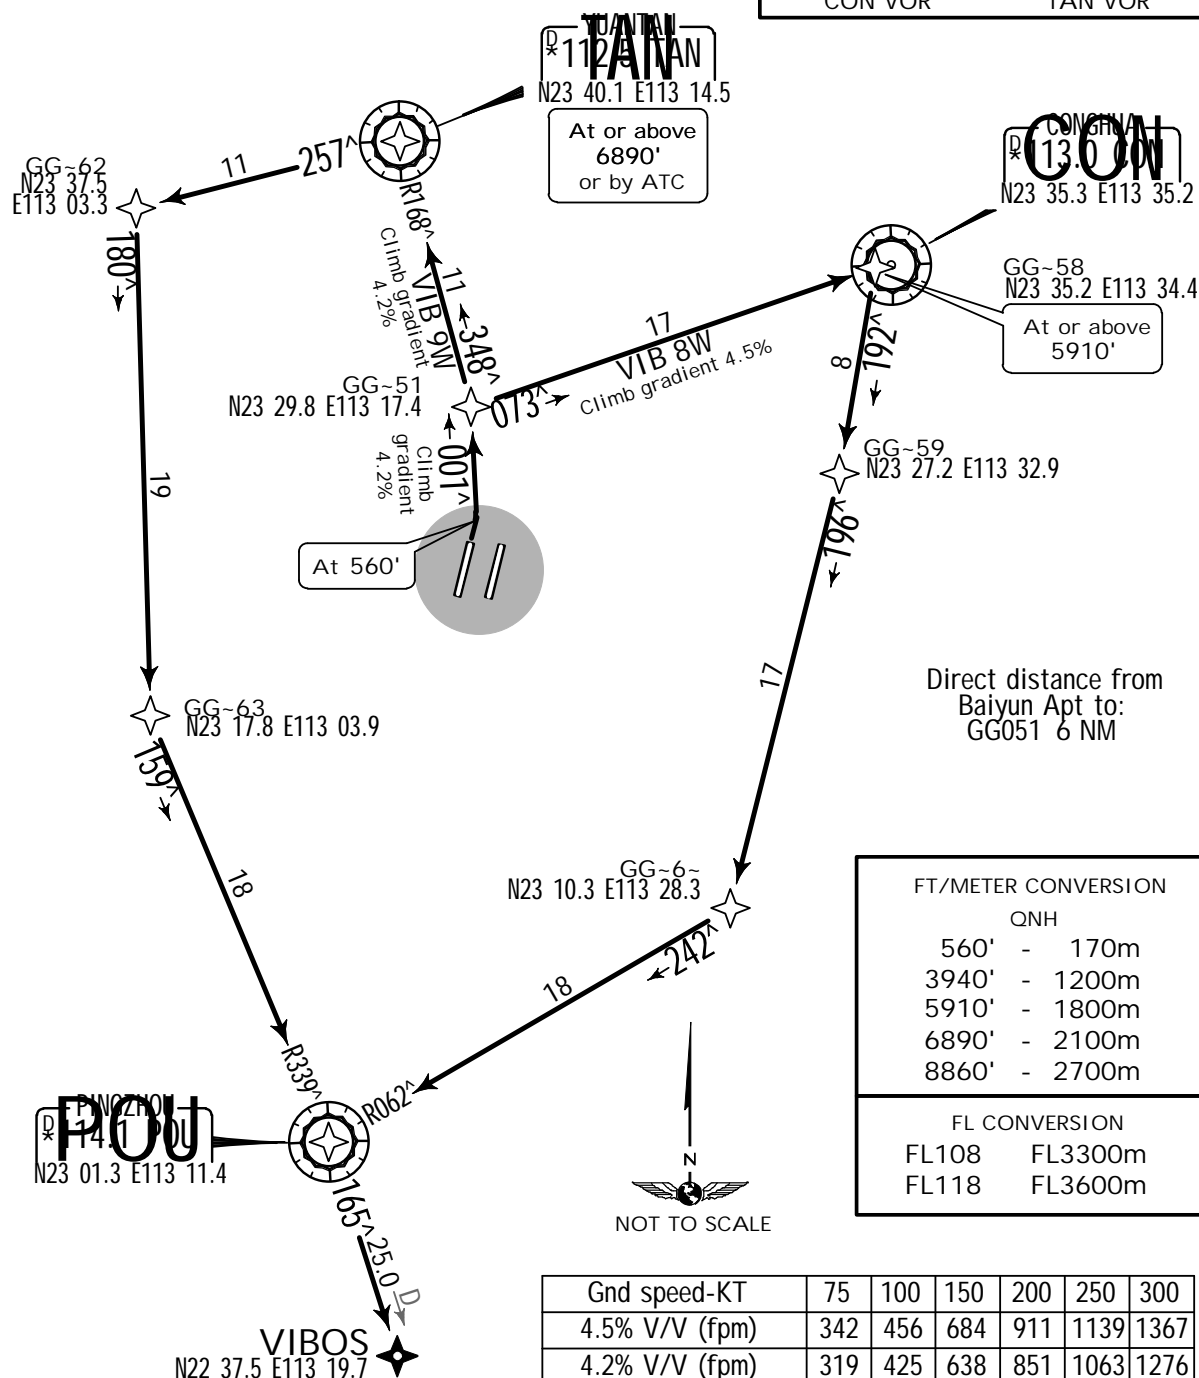 CON VOR TAN VOR
YUANTAN
D
*112.5 TAN
TAN
N23 40.1 E113 14.5
At or above
6890'
or by ATC
CONGHUA
D
*113.0 CON
CON
N23 35.3 E113 35.2
GG~62
N23 37.5
E113 03.3
11
257^
R168^
180^
Climb gradient
4.2%
VIB 9W
11
348^
GG~58
N23 35.2 E113 34.4
At or above
5910'
17
VIB 8W
Climb gradient 4.5%
073^
192^
8
GG~51
N23 29.8 E113 17.4
001^
Climb
gradient
4.2%
GG~59
N23 27.2 E113 32.9
196^
At 560'
19
17
GG~63
N23 17.8 E113 03.9
159^
18
Direct distance from
Baiyun Apt to:
GG051 6 NM
GG~6~
N23 10.3 E113 28.3
242^
18
FT/METER CONVERSION
QNH
560' - 170m
3940' - 1200m
5910' - 1800m
6890' - 2100m
8860' - 2700m
FL CONVERSION
FL108 FL3300m
FL118 FL3600m
R339^
R062^
PINGZHOU
D
*114.1 POU
POU
N23 01.3 E113 11.4
165^
25.0
D
N
NOT TO SCALE
VIBOS
N22 37.5 E113 19.7
Gnd speed-KT 75 100 150 200 250 300
4.5% V/V (fpm) 342 456 684 911 1139 1367
4.2% V/V (fpm) 319 425 638 851 1063 1276